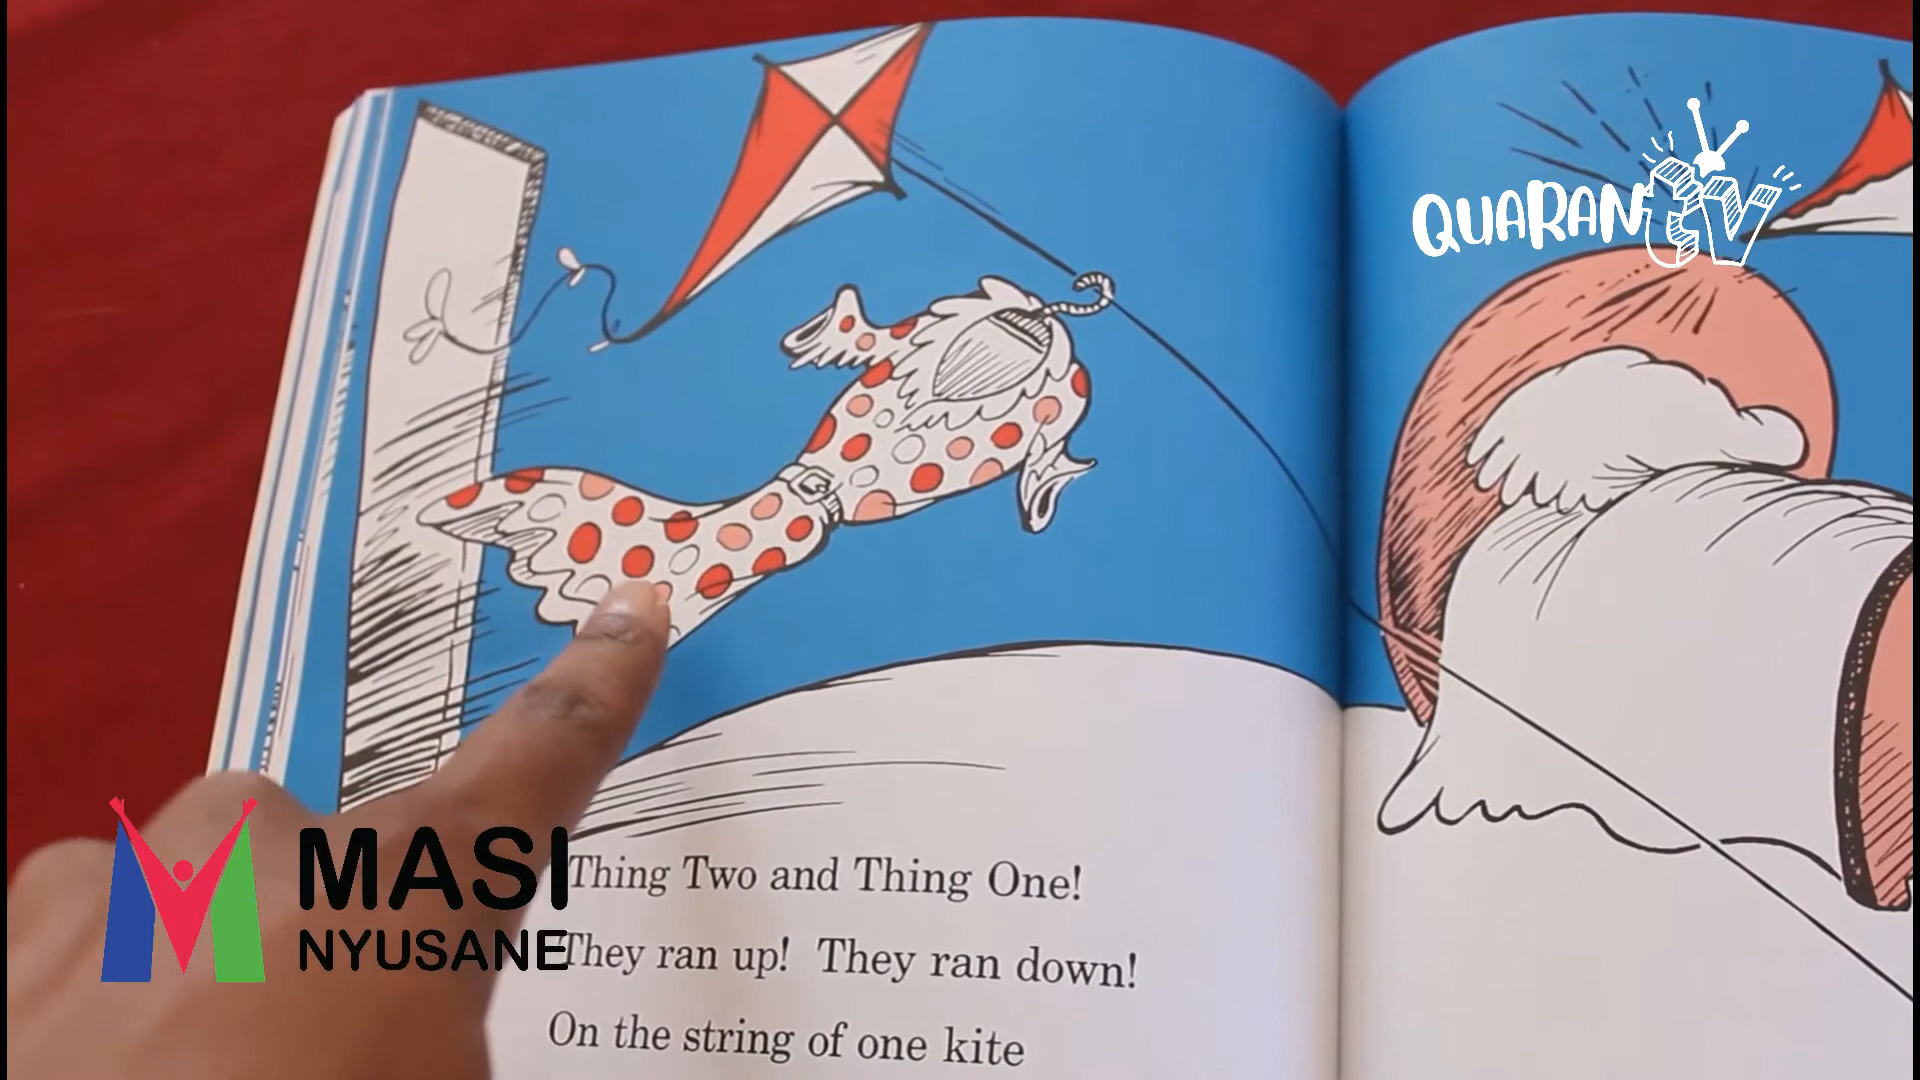 QUARANTV
MASI
NYUSANE
Thing Two and Thing One!
They ran up! They ran down!
On the string of one kite